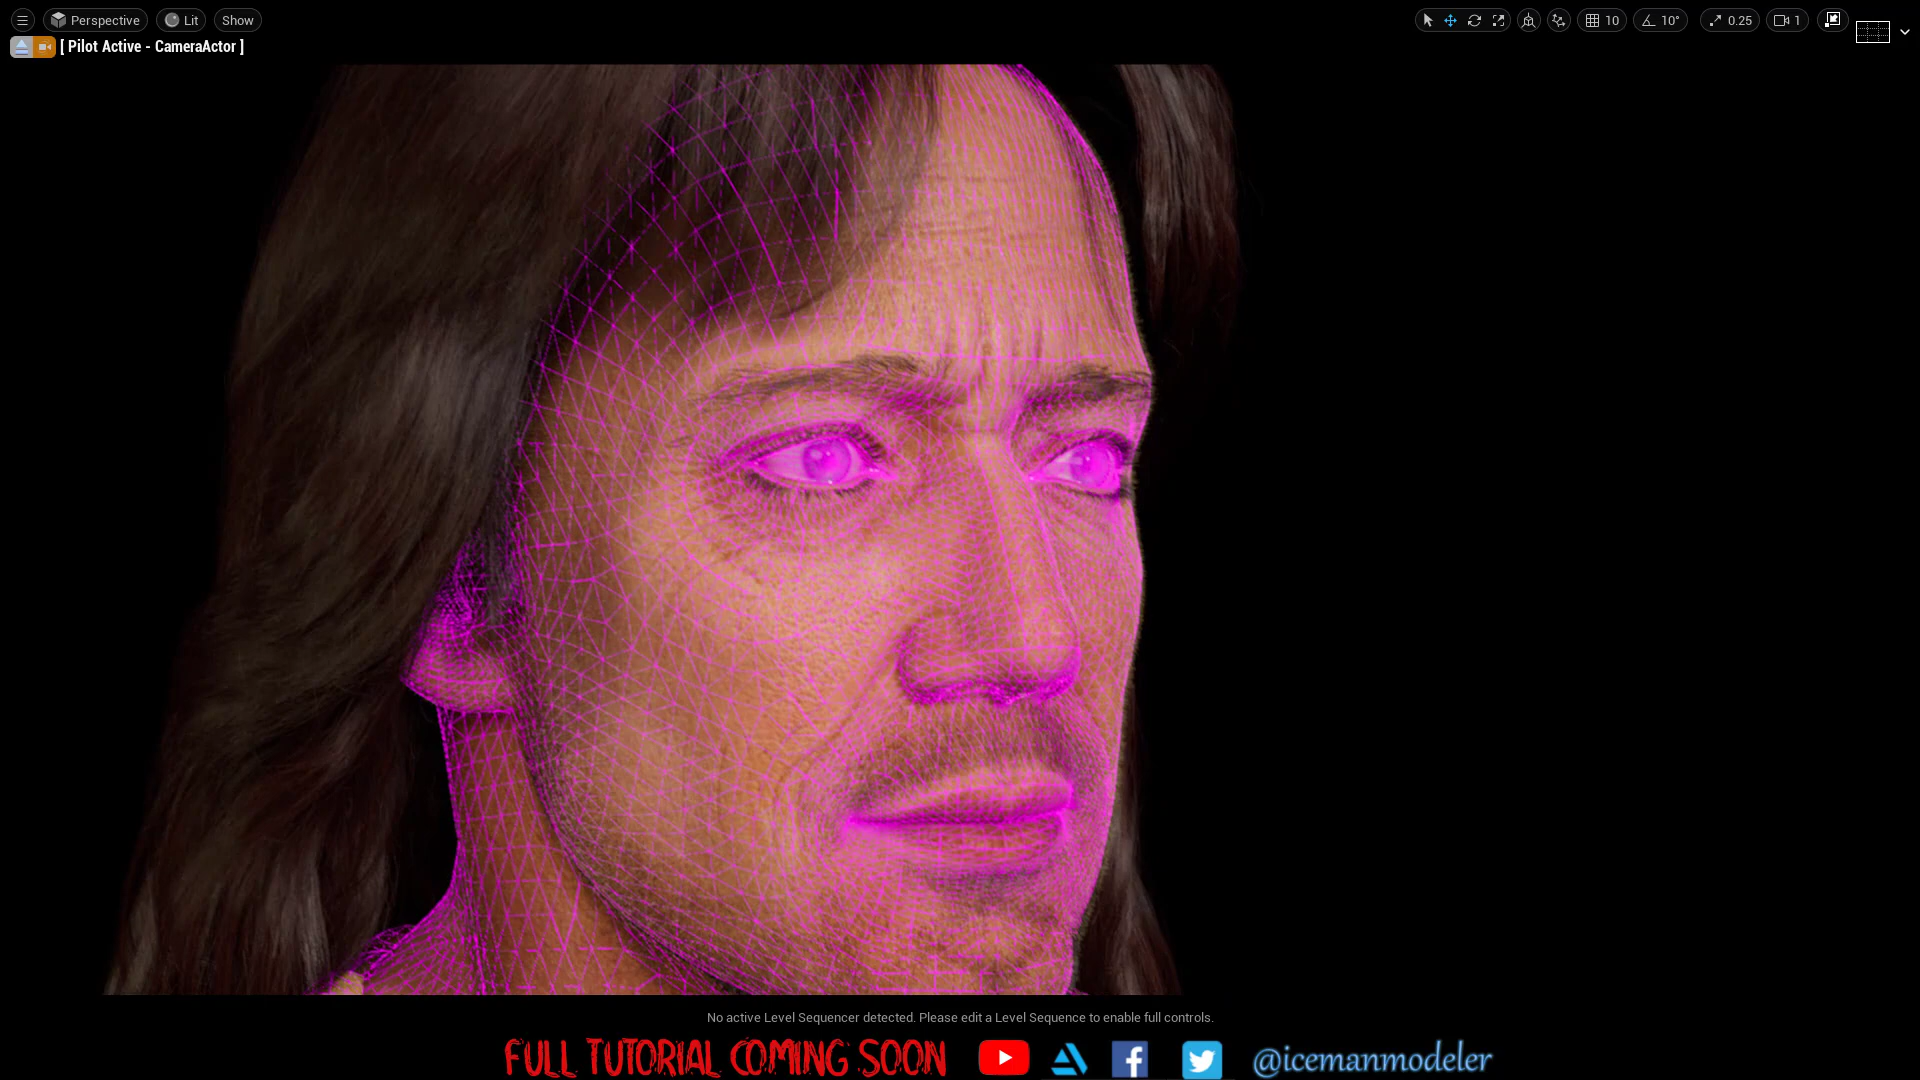 Perspective Lit Show 10 10° 0.25 1
[ Pilot Active - CameraActor ]
No active Level Sequencer detected. Please edit a Level Sequence to enable full controls.
FULL TUTORIAL COMING SOON @icemanmodeler